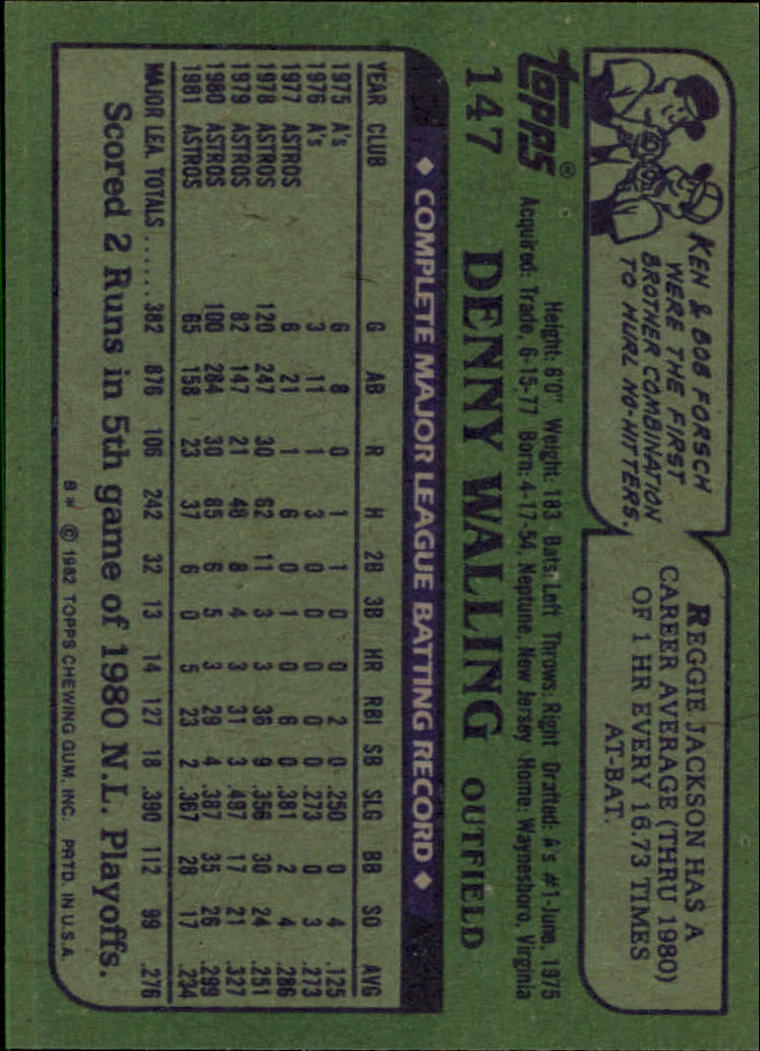 KEN & BOB FORSCH
WERE THE FIRST
BROTHER COMBINATION
TO HURL NO-HITTERS.
REGGIE JACKSON HAS A
CAREER AVERAGE (THRU 1980)
OF 1 HR EVERY 16.73 TIMES
AT-BAT.
topps®
Height: 6'0" Weight: 183 Bats: Left Throws: Right Drafted: A's #1-June, 1975
Acquired: Trade, 6-15-77 Born: 4-17-54, Neptune, New Jersey Home: Waynesboro, Virginia
147 DENNY WALLING OUTFIELD
◆ COMPLETE MAJOR LEAGUE BATTING RECORD ◆
YEAR CLUB G AB R H 2B 3B HR RBI SB SLG BB SO AVG
1975 A's 6 8 0 1 1 0 0 2 0 .250 0 4 .125
1976 A's 3 11 1 3 0 0 0 0 0 .273 0 3 .273
1977 ASTROS 6 21 1 6 0 1 0 6 0 .381 2 4 .286
1978 ASTROS 120 247 30 62 11 3 3 36 9 .356 30 24 .251
1979 ASTROS 82 147 21 48 8 4 3 31 3 .497 17 21 .327
1980 ASTROS 100 284 30 85 6 5 3 29 4 .387 35 26 .299
1981 ASTROS 65 158 23 37 6 0 5 23 2 .367 28 17 .234
MAJOR LEA. TOTALS...... 382 876 106 242 32 13 14 127 18 .390 112 99 .276
Scored 2 Runs in 5th game of 1980 N.L. Playoffs.
B* © 1982 TOPPS CHEWING GUM, INC. PRTD. IN U.S.A.